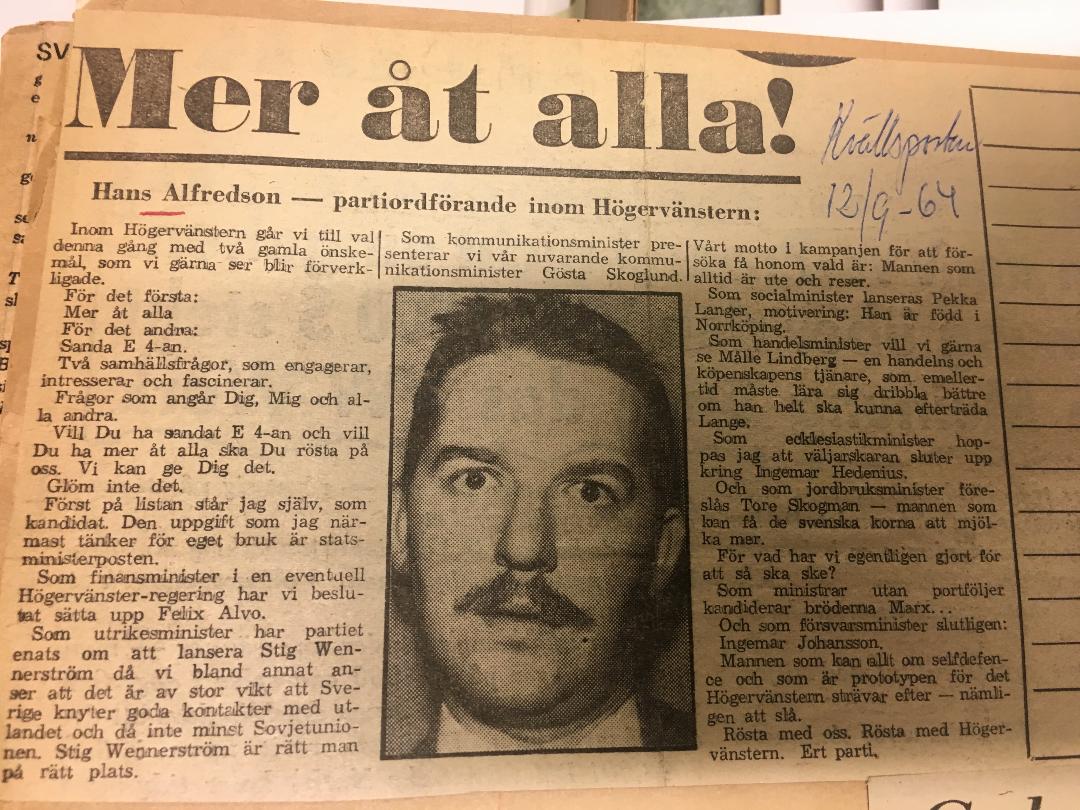 SV
Mer åt alla!
Kvällsposten
12/9-64
Hans Alfredson — partiordförande inom Högervänstern:
Inom Högervänstern går vi till val
denna gång med två gamla önske-
mål, som vi gärna ser blir förverk-
ligade.
För det första:
Mer åt alla
För det andra:
Sanda E 4-an.
Två samhällsfrågor, som engagerar,
intresserar och fascinerar.
Frågor som angår Dig, Mig och al-
la andra.
Vill Du ha sandat E 4-an och vill
Du ha mer åt alla ska Du rösta på
oss. Vi kan ge Dig det.
Glöm inte det.
Först på listan står jag själv, som
kandidat. Den uppgift som jag när-
mast tänker för eget bruk är stats-
ministerposten.
Som finansminister i en eventuell
Högervänster-regering har vi beslu-
tat sätta upp Felix Alvo.
Som utrikesminister har partiet
enats om att lansera Stig Wen-
nerström då vi bland annat an-
ser att det är av stor vikt att Sve-
rige knyter goda kontakter med ut-
landet och då inte minst Sovjetunio-
nen. Stig Wennerström är rätt man
på rätt plats.
Som kommunikationsminister pre-
senterar vi vår nuvarande kommu-
nikationsminister Gösta Skoglund.
Vårt motto i kampanjen för att för-
söka få honom vald är: Mannen som
alltid är ute och reser.
Som socialminister lanseras Pekka
Langer, motivering: Han är född i
Norrköping.
Som handelsminister vill vi gärna
se Målle Lindberg — en handelns och
köpenskapens tjänare, som emeller-
tid måste lära sig dribbla bättre
om han helt ska kunna efterträda
Lange.
Som ecklesiastikminister hop-
pas jag att väljarskaran sluter upp
kring Ingemar Hedenius.
Och som jordbruksminister före-
slås Tore Skogman — mannen som
kan få de svenska korna att mjöl-
ka mer.
För vad har vi egentligen gjort för
att så ska ske?
Som ministrar utan portföljer
kandiderar bröderna Marx...
Och som försvarsminister slutligen:
Ingemar Johansson.
Mannen som kan allt om selfdefen-
ce och som är prototypen för det
Högervänstern strävar efter — nämli-
gen att slå.
Rösta med oss. Rösta med Höger-
vänstern. Ert parti.